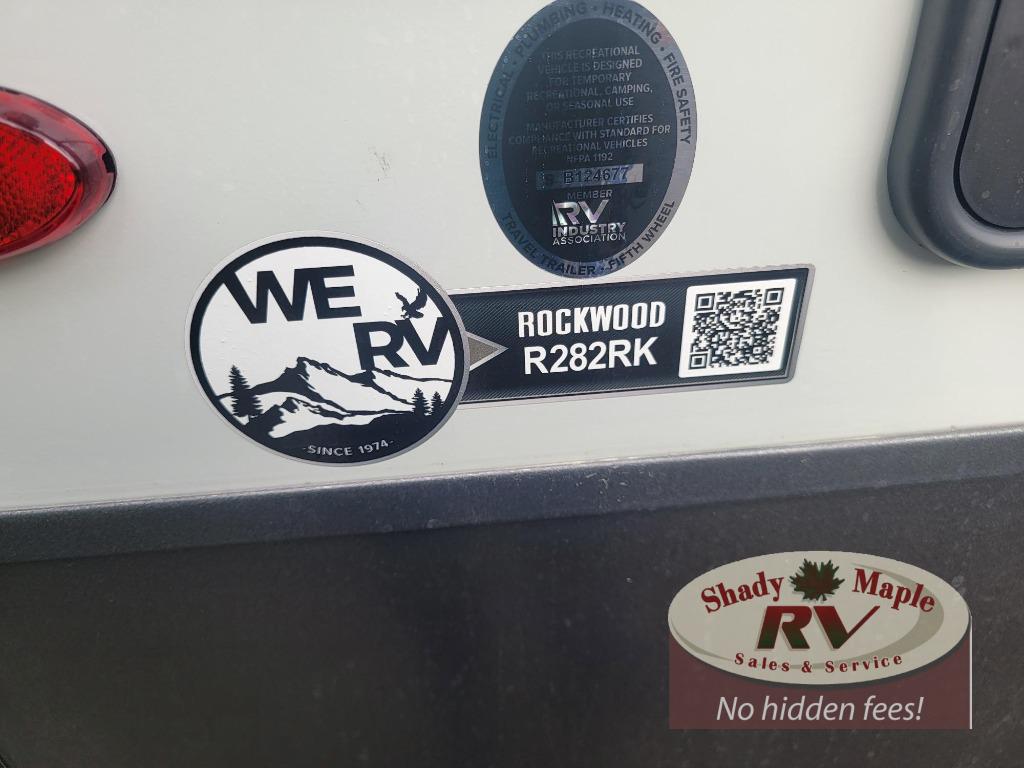 ELECTRICAL · PLUMBING · HEATING · FIRE SAFETY
THIS RECREATIONAL
VEHICLE IS DESIGNED
FOR TEMPORARY
RECREATIONAL, CAMPING,
OR SEASONAL USE
MANUFACTURER CERTIFIES
COMPLIANCE WITH STANDARD FOR
RECREATIONAL VEHICLES
NFPA 1192
S B124677
MEMBER
RV
INDUSTRY
ASSOCIATION
TRAVEL TRAILER · FIFTH WHEEL
WE
RV
-SINCE 1974-
ROCKWOOD
R282RK
Shady Maple
RV
Sales & Service
No hidden fees!